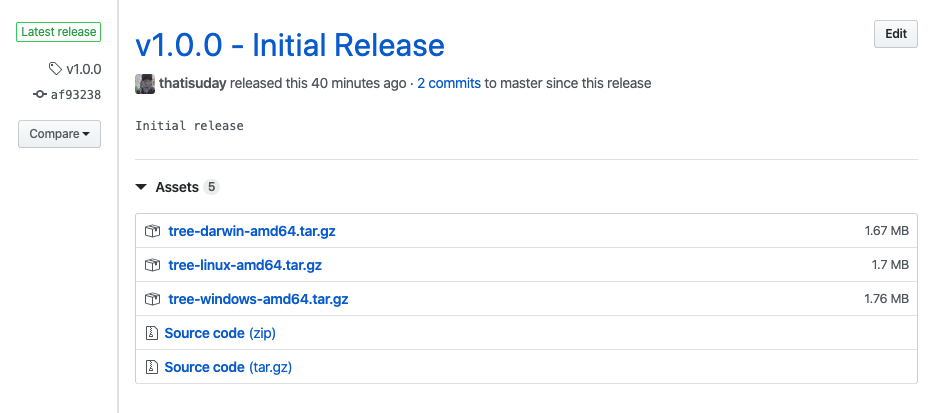 Latest release
v1.0.0
af93238
Compare
v1.0.0 - Initial Release
Edit
thatisuday released this 40 minutes ago · 2 commits to master since this release
Initial release
Assets 5
tree-darwin-amd64.tar.gz 1.67 MB
tree-linux-amd64.tar.gz 1.7 MB
tree-windows-amd64.tar.gz 1.76 MB
Source code (zip)
Source code (tar.gz)